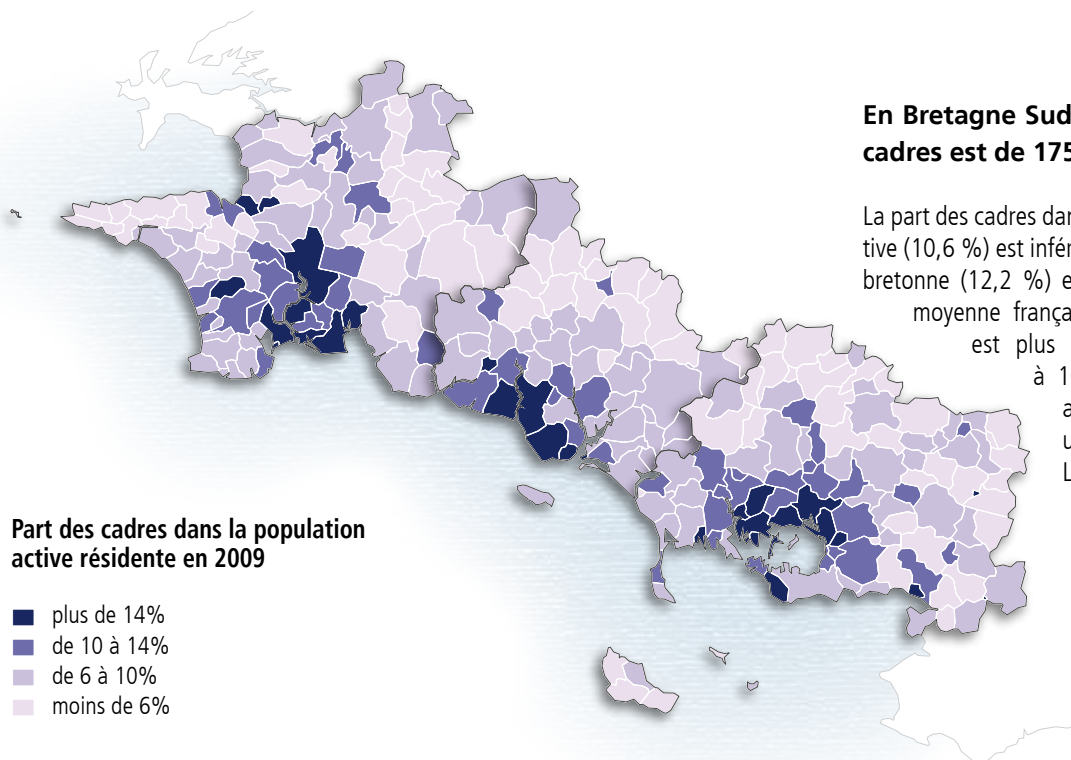 En Bretagne Sud
cadres est de 175
La part des cadres dan
tive (10,6 %) est infér
bretonne (12,2 %) e
moyenne frança
est plus
à 1
a
u
L
Part des cadres dans la population
active résidente en 2009
plus de 14%
de 10 à 14%
de 6 à 10%
moins de 6%